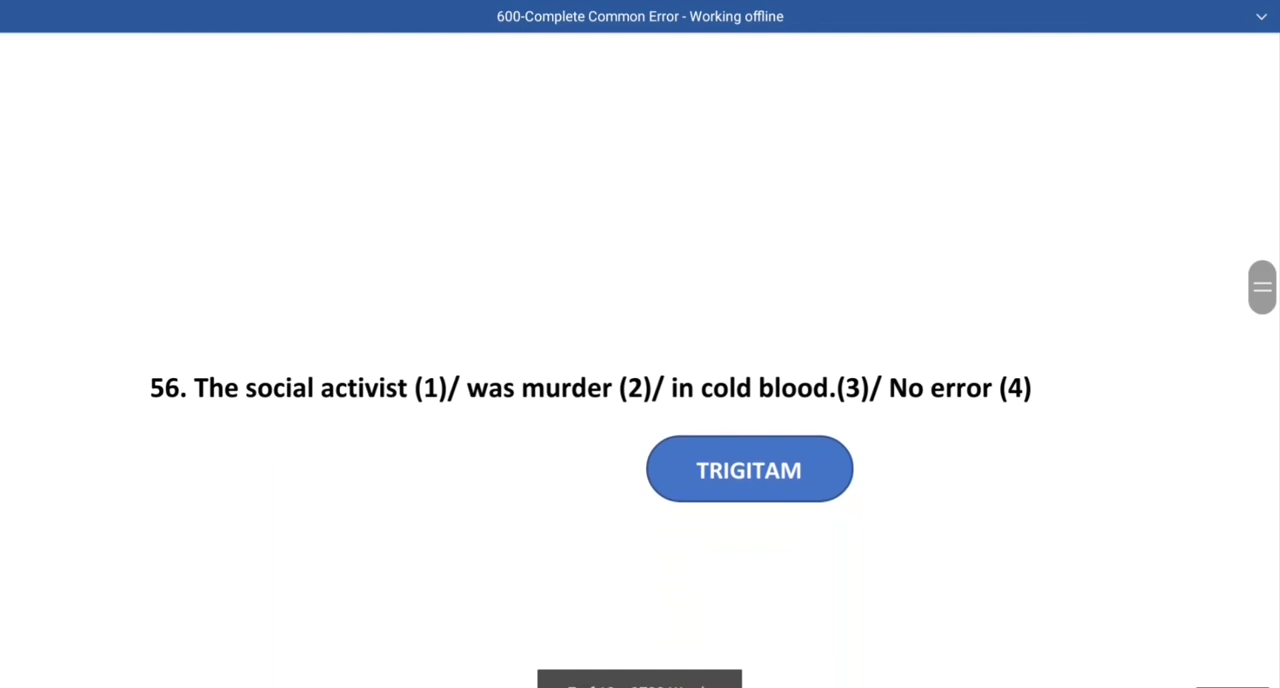 600-Complete Common Error - Working offline
56. The social activist (1)/ was murder (2)/ in cold blood.(3)/ No error (4)
TRIGITAM